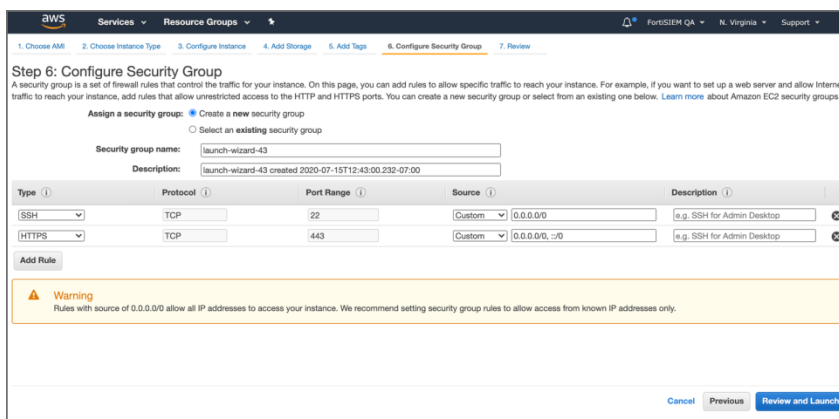 aws Services Resource Groups FortiSIEM QA N. Virginia Support
1. Choose AMI 2. Choose Instance Type 3. Configure Instance 4. Add Storage 5. Add Tags 6. Configure Security Group 7. Review
Step 6: Configure Security Group
A security group is a set of firewall rules that control the traffic for your instance. On this page, you can add rules to allow specific traffic to reach your instance. For example, if you want to set up a web server and allow Interne
traffic to reach your instance, add rules that allow unrestricted access to the HTTP and HTTPS ports. You can create a new security group or select from an existing one below. Learn more about Amazon EC2 security groups
Assign a security group: Create a new security group
Select an existing security group
Security group name: launch-wizard-43
Description: launch-wizard-43 created 2020-07-15T12:43:00.232-07:00
Type Protocol Port Range Source Description
SSH TCP 22 Custom 0.0.0.0/0 e.g. SSH for Admin Desktop
HTTPS TCP 443 Custom 0.0.0.0/0, ::/0 e.g. SSH for Admin Desktop
Add Rule
Warning
Rules with source of 0.0.0.0/0 allow all IP addresses to access your instance. We recommend setting security group rules to allow access from known IP addresses only.
Cancel Previous Review and Launch